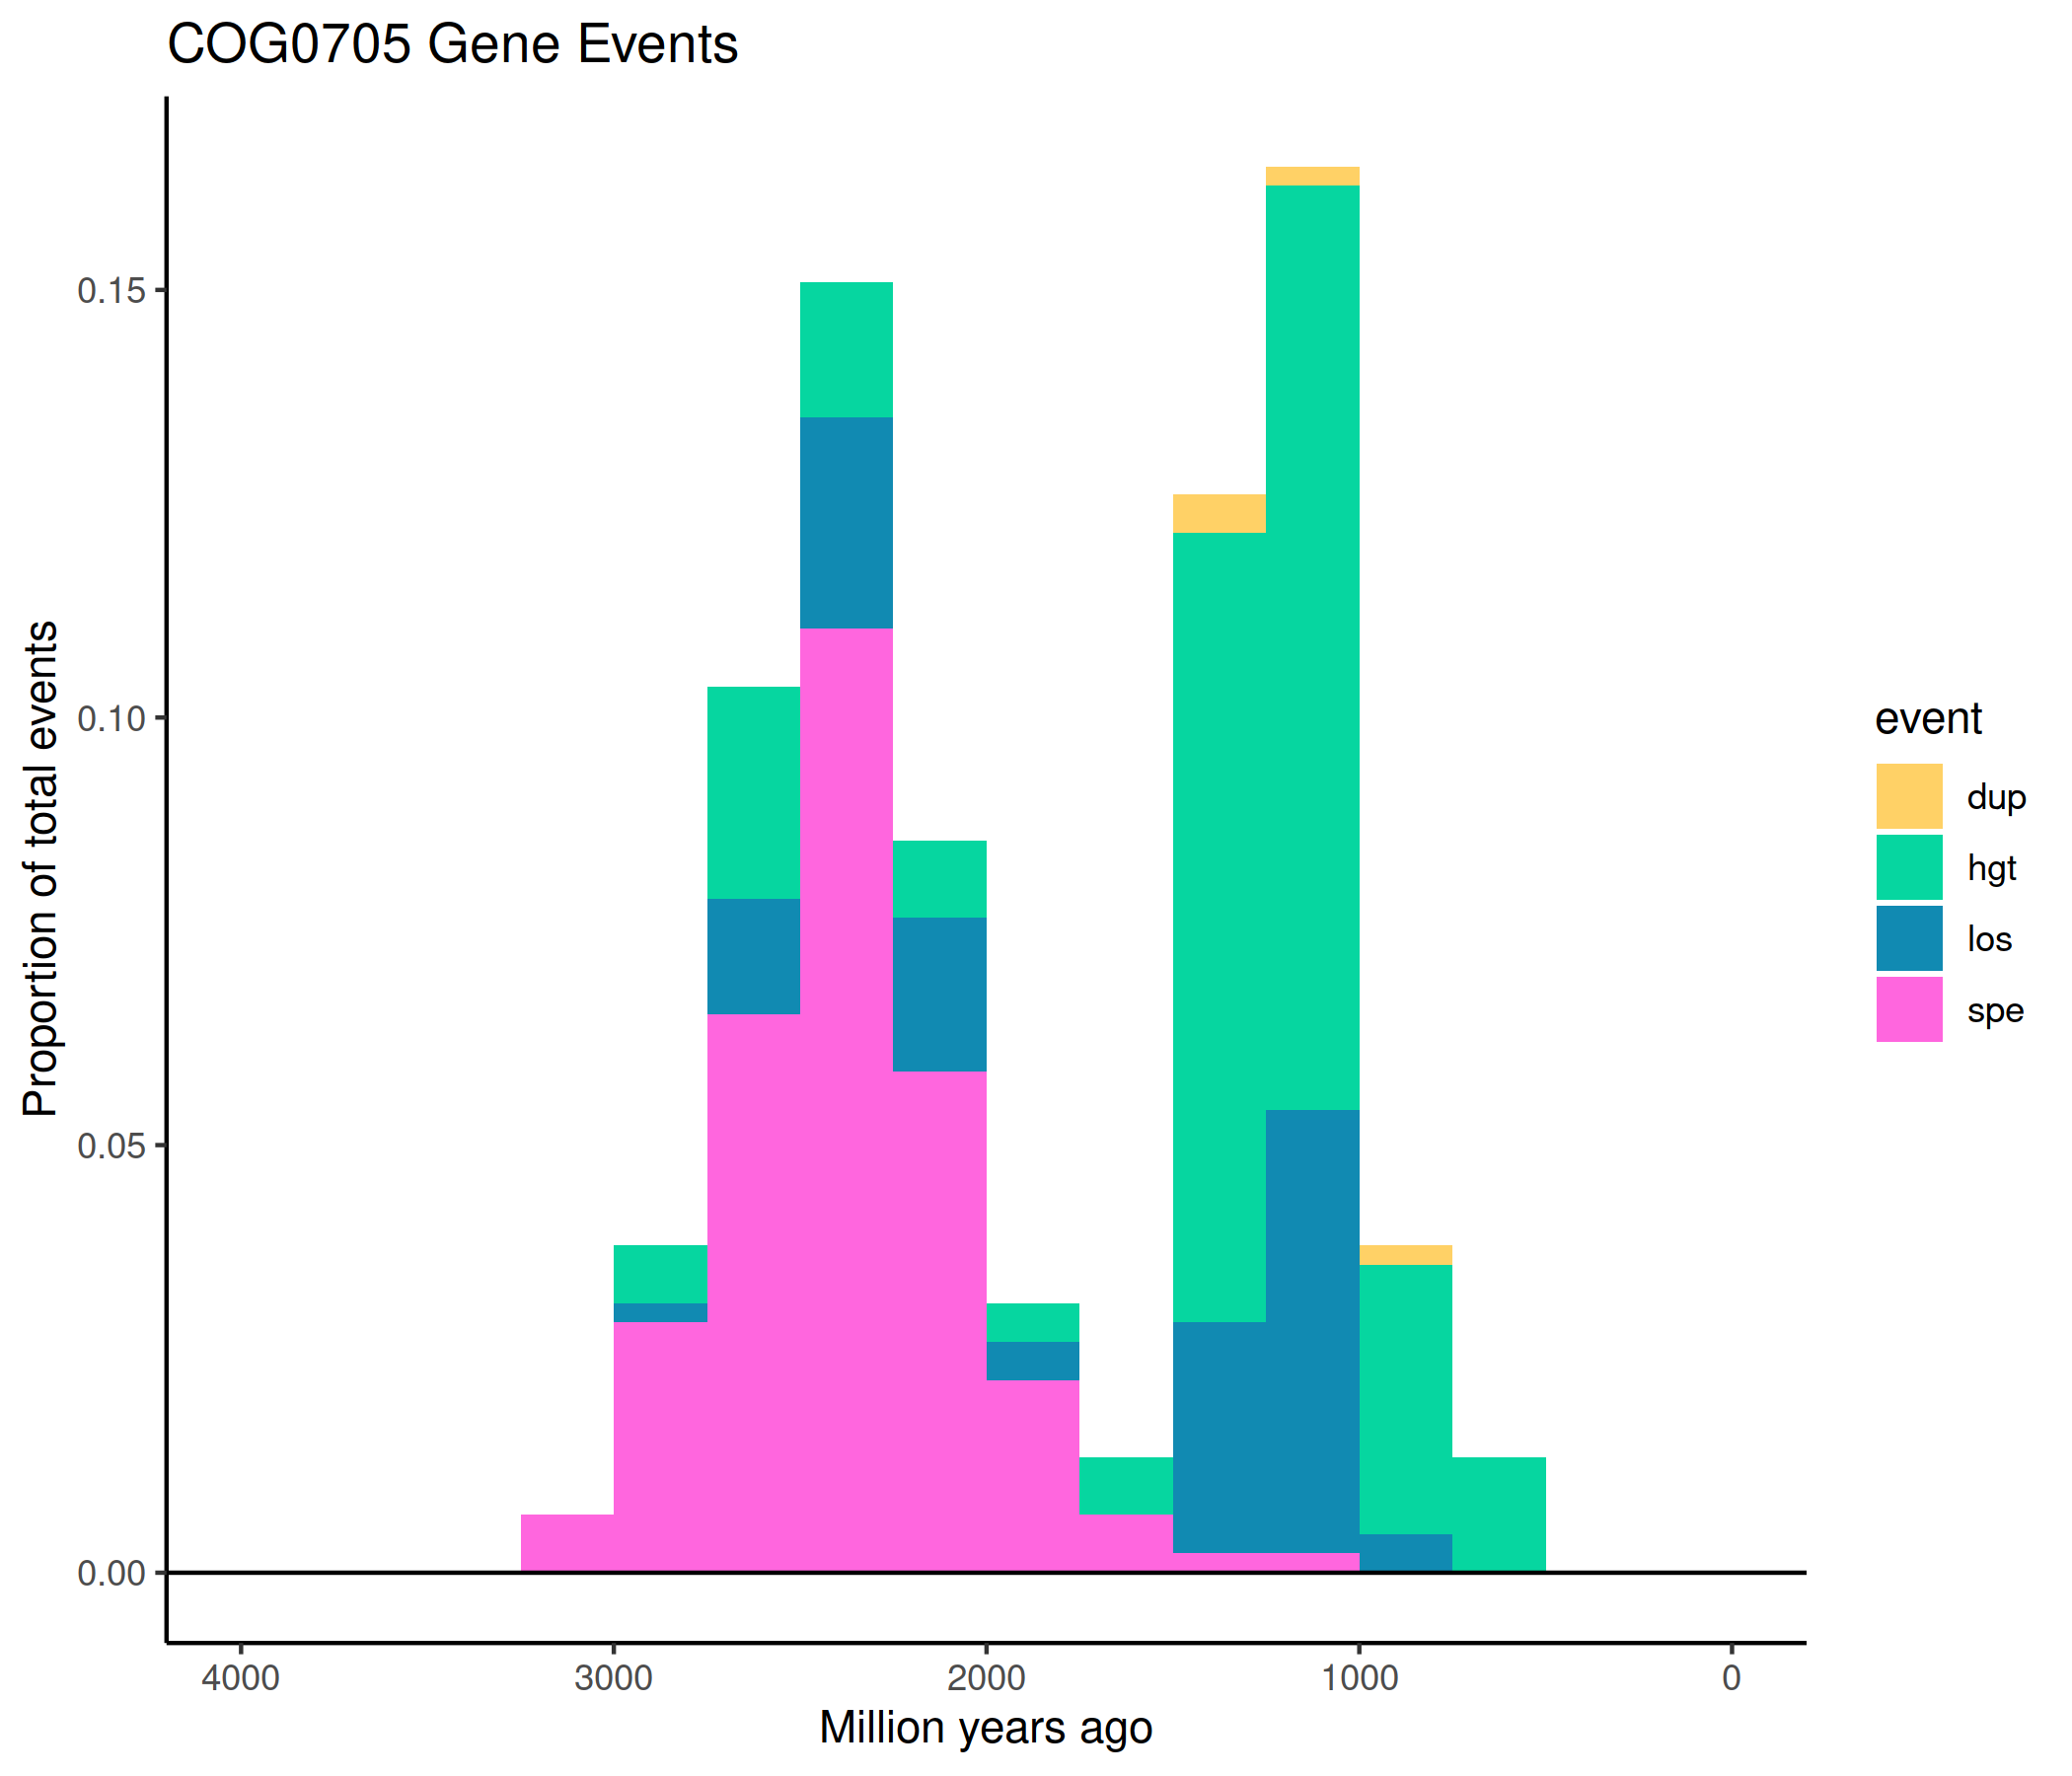 COG0705 Gene Events
Proportion of total events
0.15
0.10
0.05
0.00
4000
3000
2000
1000
0
Million years ago
event
dup
hgt
los
spe